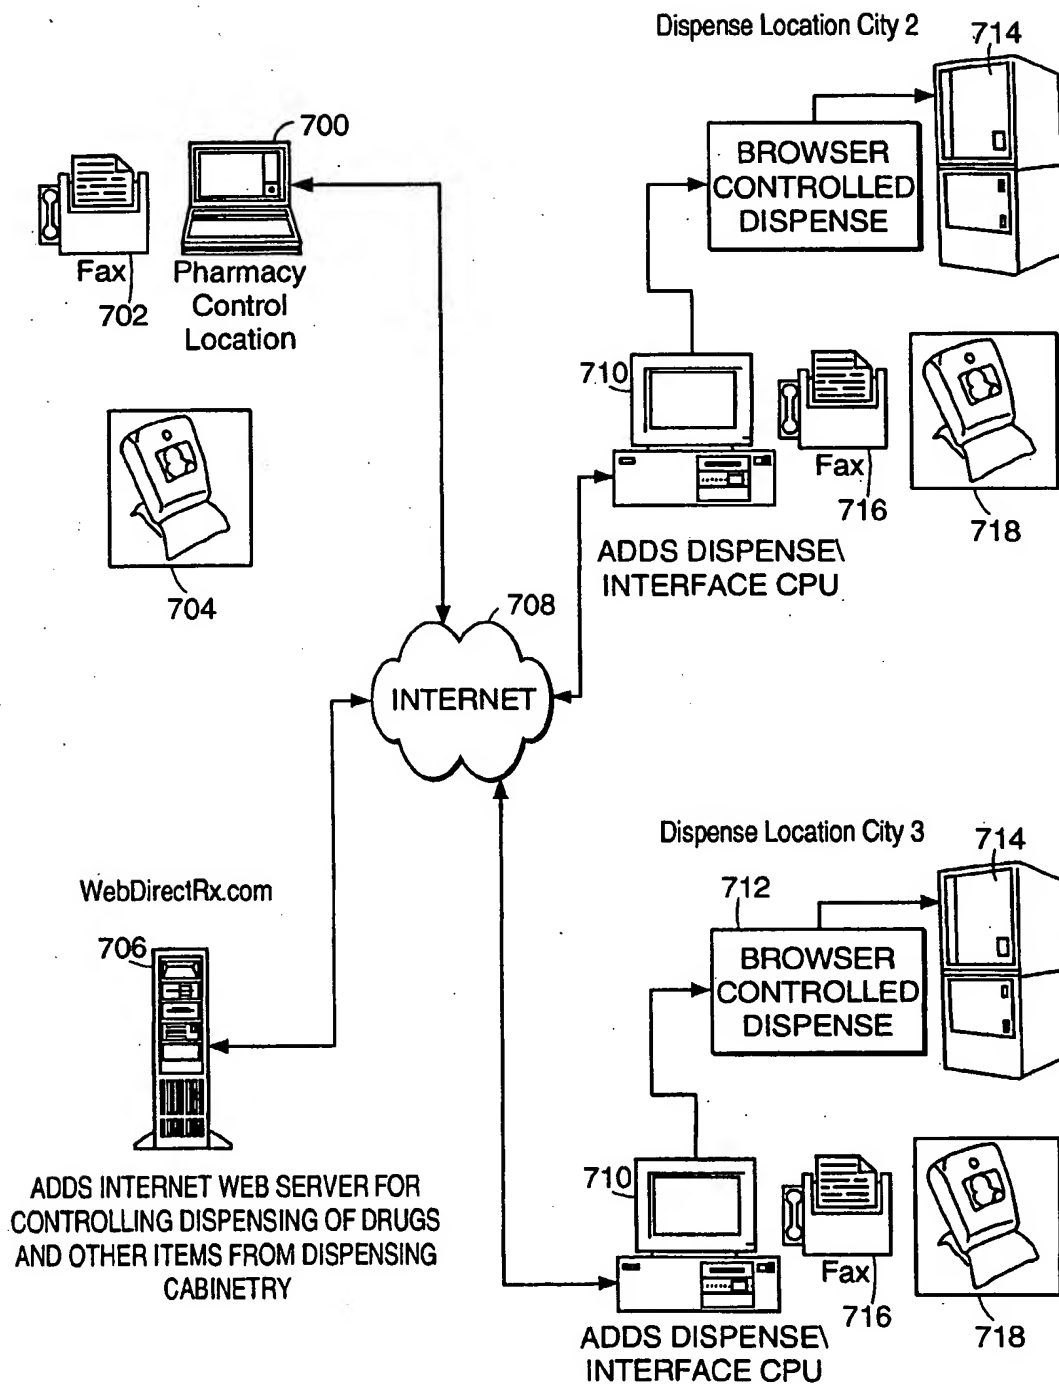 Dispense Location City 2
714
700
BROWSER
CONTROLLED
DISPENSE
Fax
702
Pharmacy
Control
Location
710
Fax
716
718
704
ADDS DISPENSE\
INTERFACE CPU
708
INTERNET
Dispense Location City 3
714
712
BROWSER
CONTROLLED
DISPENSE
WebDirectRx.com
706
710
Fax
716
718
ADDS INTERNET WEB SERVER FOR
CONTROLLING DISPENSING OF DRUGS
AND OTHER ITEMS FROM DISPENSING
CABINETRY
ADDS DISPENSE\
INTERFACE CPU